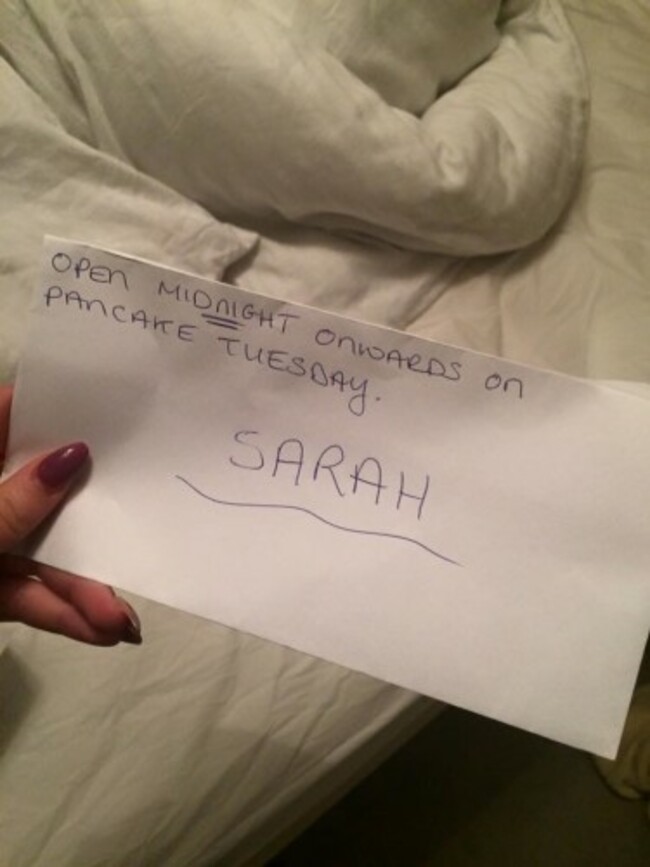 OPEN MIDNIGHT ONWARDS ON
PANCAKE TUESDAY.
SARAH